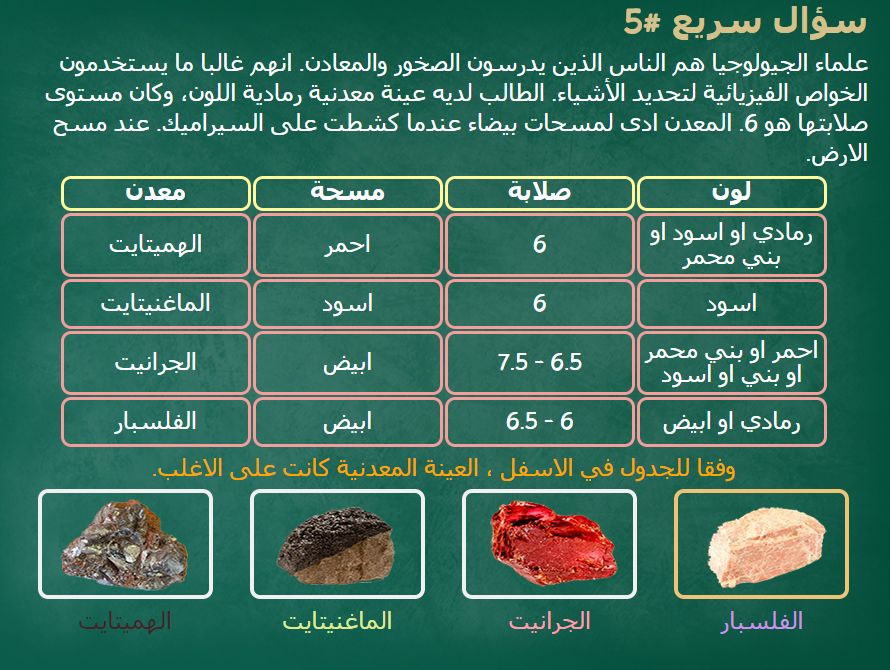 سؤال سريع #5
علماء الجيولوجيا هم الناس الذين يدرسون الصخور والمعادن. انهم غالبا ما يستخدمون
الخواص الفيزيائية لتحديد الأشياء. الطالب لديه عينة معدنية رمادية اللون، وكان مستوى
صلابتها هو 6. المعدن ادى لمسحات بيضاء عندما كشطت على السيراميك. عند مسح
الارض.
لون صلابة مسحة معدن
رمادي او اسود او
بني محمر
6 احمر الهميتايت
اسود 6 اسود الماغنيتايت
احمر او بني محمر
او بني او اسود
6.5 - 7.5 ابيض الجرانيت
رمادي او ابيض 6 - 6.5 ابيض الفلسبار
وفقا للجدول في الاسفل ، العينة المعدنية كانت على الاغلب.
الفلسبار الجرانيت الماغنيتايت الهميتايت